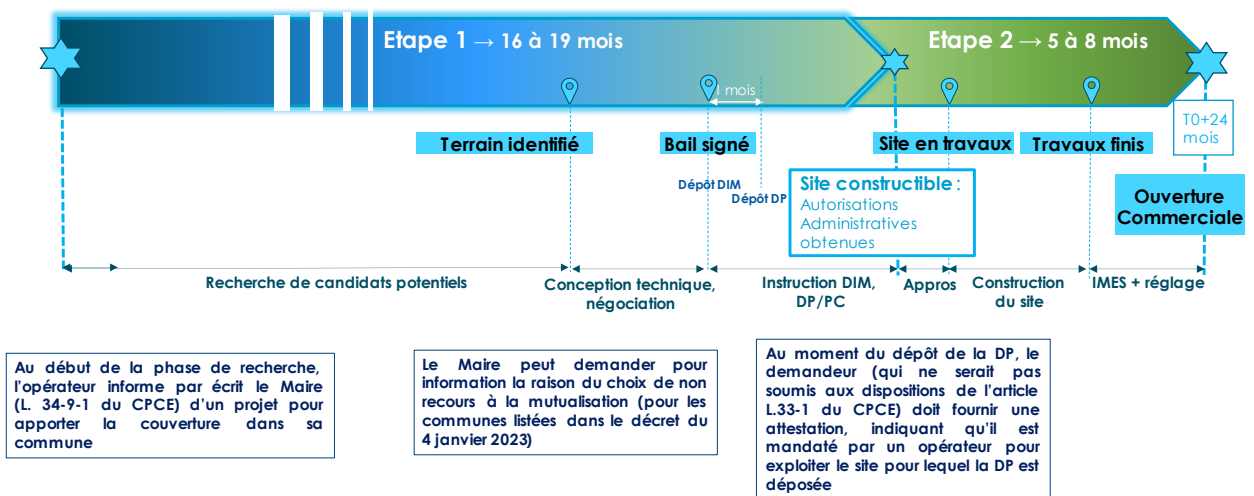 Etape 1 → 16 à 19 mois
Etape 2 → 5 à 8 mois
1 mois
T0+24
mois
Terrain identifié
Bail signé
Site en travaux
Travaux finis
Dépôt DIM
Dépôt DP
Site constructible :
Autorisations
Administratives
obtenues
Ouverture
Commerciale
Recherche de candidats potentiels
Conception technique,
négociation
Instruction DIM,
DP/PC
Appros
Construction
du site
IMES + réglage
Au début de la phase de recherche,
l'opérateur informe par écrit le Maire
(L. 34-9-1 du CPCE) d'un projet pour
apporter la couverture dans sa
commune
Le Maire peut demander pour
information la raison du choix de non
recours à la mutualisation (pour les
communes listées dans le décret du
4 janvier 2023)
Au moment du dépôt de la DP, le
demandeur (qui ne serait pas
soumis aux dispositions de l'article
L.33-1 du CPCE) doit fournir une
attestation, indiquant qu'il est
mandaté par un opérateur pour
exploiter le site pour lequel la DP est
déposée